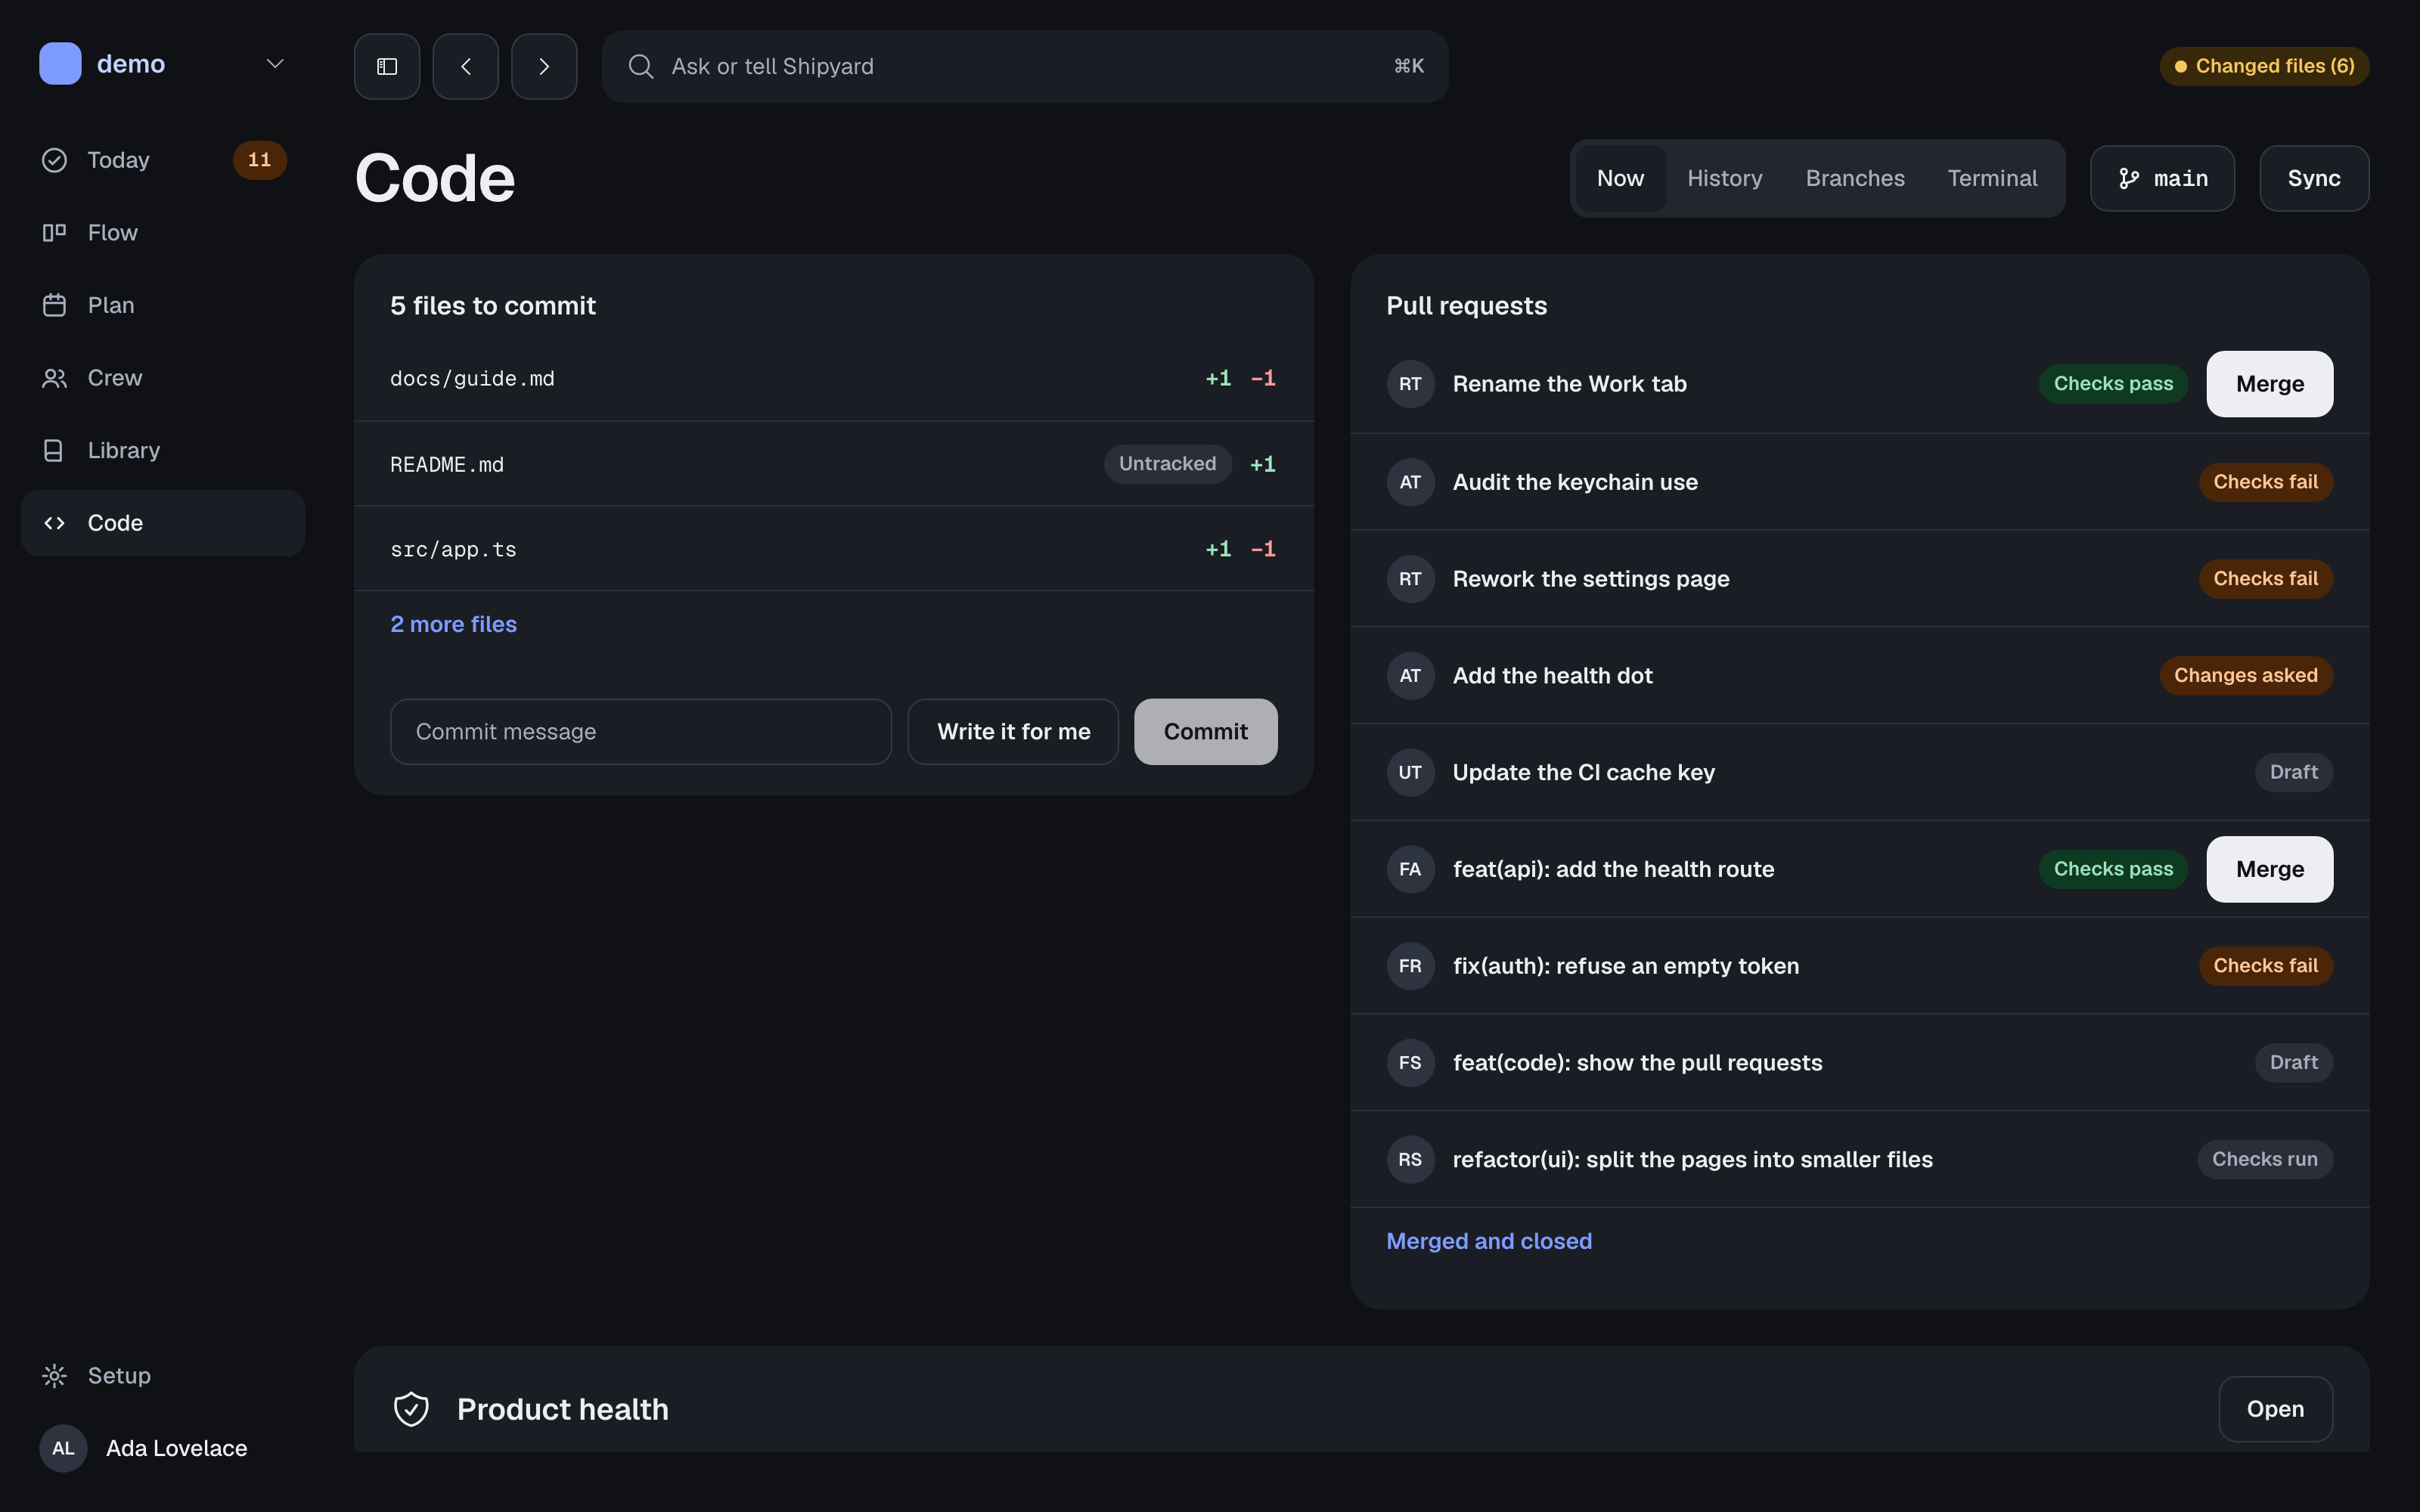 demo
Today 11
Flow
Plan
Crew
Library
Code
Setup
AL Ada Lovelace
Ask or tell Shipyard ⌘K
Changed files (6)
Code
Now History Branches Terminal
main
Sync
5 files to commit
docs/guide.md +1 −1
README.md Untracked +1
src/app.ts +1 −1
2 more files
Commit message
Write it for me
Commit
Pull requests
RT Rename the Work tab Checks pass Merge
AT Audit the keychain use Checks fail
RT Rework the settings page Checks fail
AT Add the health dot Changes asked
UT Update the CI cache key Draft
FA feat(api): add the health route Checks pass Merge
FR fix(auth): refuse an empty token Checks fail
FS feat(code): show the pull requests Draft
RS refactor(ui): split the pages into smaller files Checks run
Merged and closed
Product health Open